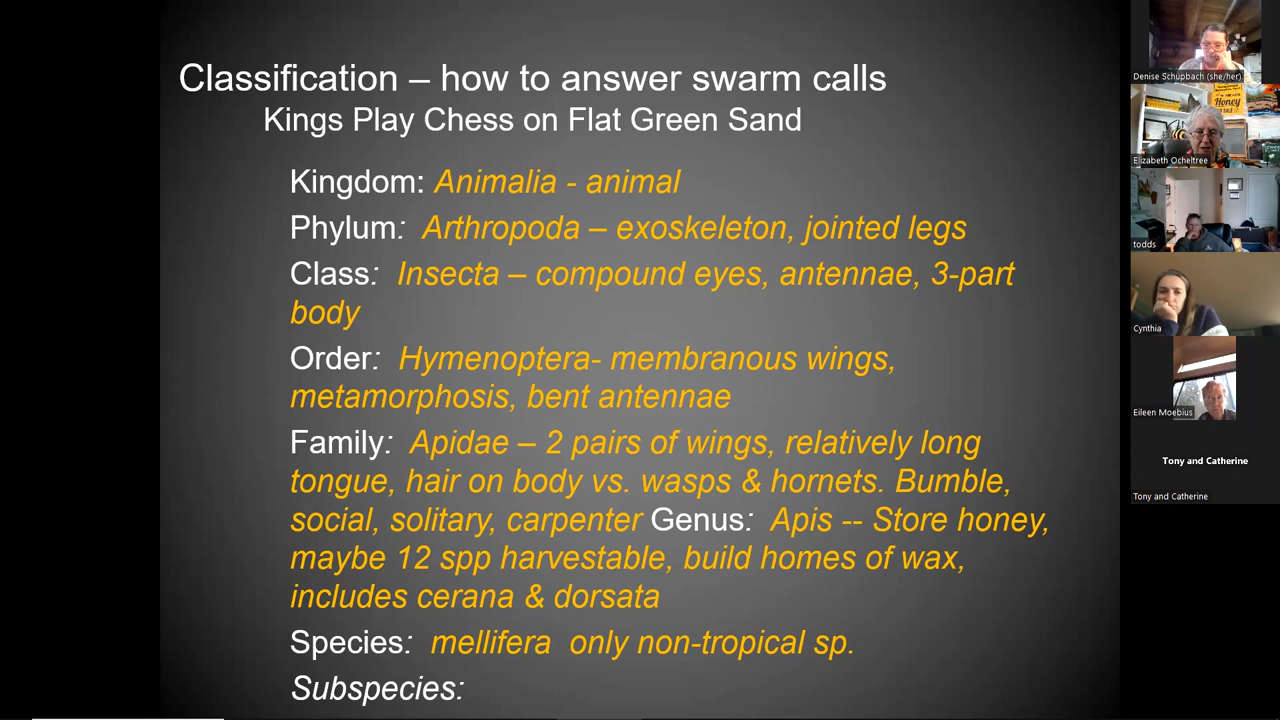 Classification – how to answer swarm calls
Kings Play Chess on Flat Green Sand
Kingdom: Animalia - animal
Phylum: Arthropoda – exoskeleton, jointed legs
Class: Insecta – compound eyes, antennae, 3-part
body
Order: Hymenoptera- membranous wings,
metamorphosis, bent antennae
Family: Apidae – 2 pairs of wings, relatively long
tongue, hair on body vs. wasps & hornets. Bumble,
social, solitary, carpenter Genus: Apis -- Store honey,
maybe 12 spp harvestable, build homes of wax,
includes cerana & dorsata
Species: mellifera only non-tropical sp.
Subspecies:
Denise Schupbach (she/her)
Honey
Elizabeth Ocheltree
todds
Cynthia
Eileen Moebius
Tony and Catherine
Tony and Catherine